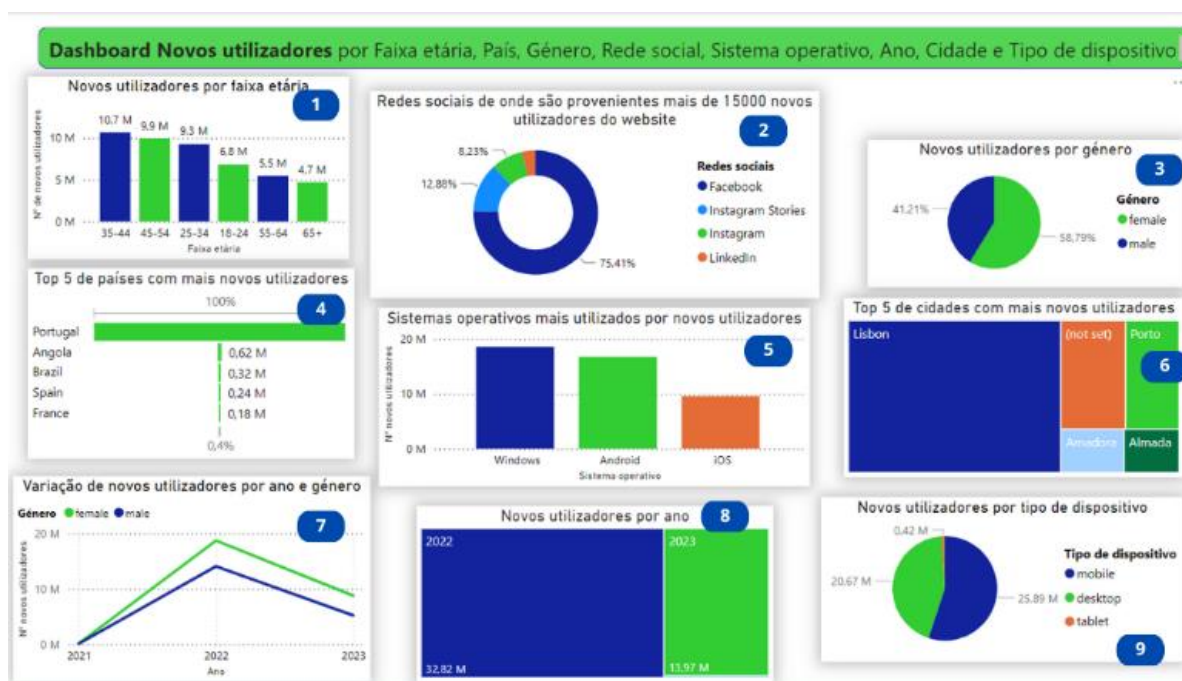 Dashboard Novos utilizadores por Faixa etária, País, Género, Rede social, Sistema operativo, Ano, Cidade e Tipo de dispositivo
Novos utilizadores por faixa etária
1
Nº de novos utilizadores
10 M
5 M
0 M
10.7 M
9.9 M
9.3 M
6.8 M
5.5 M
4.7 M
35-44
45-54
25-34
18-24
55-64
65+
Faixa etária
Redes sociais de onde são provenientes mais de 15000 novos
utilizadores do website
2
8,23%
12,88%
75,41%
Redes sociais
Facebook
Instagram Stories
Instagram
LinkedIn
Novos utilizadores por género
3
41,21%
58,79%
Género
female
male
Top 5 de países com mais novos utilizadores
4
100%
Portugal
Angola
0,62 M
Brazil
0,32 M
Spain
0,24 M
France
0,18 M
0,4%
Sistemas operativos mais utilizados por novos utilizadores
5
Nº novos utilizadores
20 M
10 M
0 M
Windows
Android
iOS
Sistema operativo
Top 5 de cidades com mais novos utilizadores
6
Lisbon
(not set)
Porto
Amadora
Almada
Variação de novos utilizadores por ano e género
7
Género
female
male
Nº novos utilizadores
20 M
10 M
0 M
2021
2022
2023
Ano
Novos utilizadores por ano
8
2022
32.82 M
2023
13.97 M
Novos utilizadores por tipo de dispositivo
9
0.42 M
20.67 M
25.89 M
Tipo de dispositivo
mobile
desktop
tablet